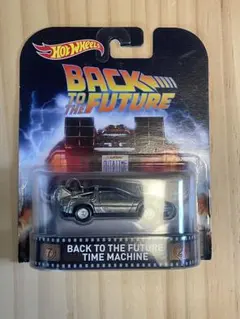 Hot Wheels
BACK
TO THE
FUTURE
BACK TO THE FUTURE
TIME MACHINE